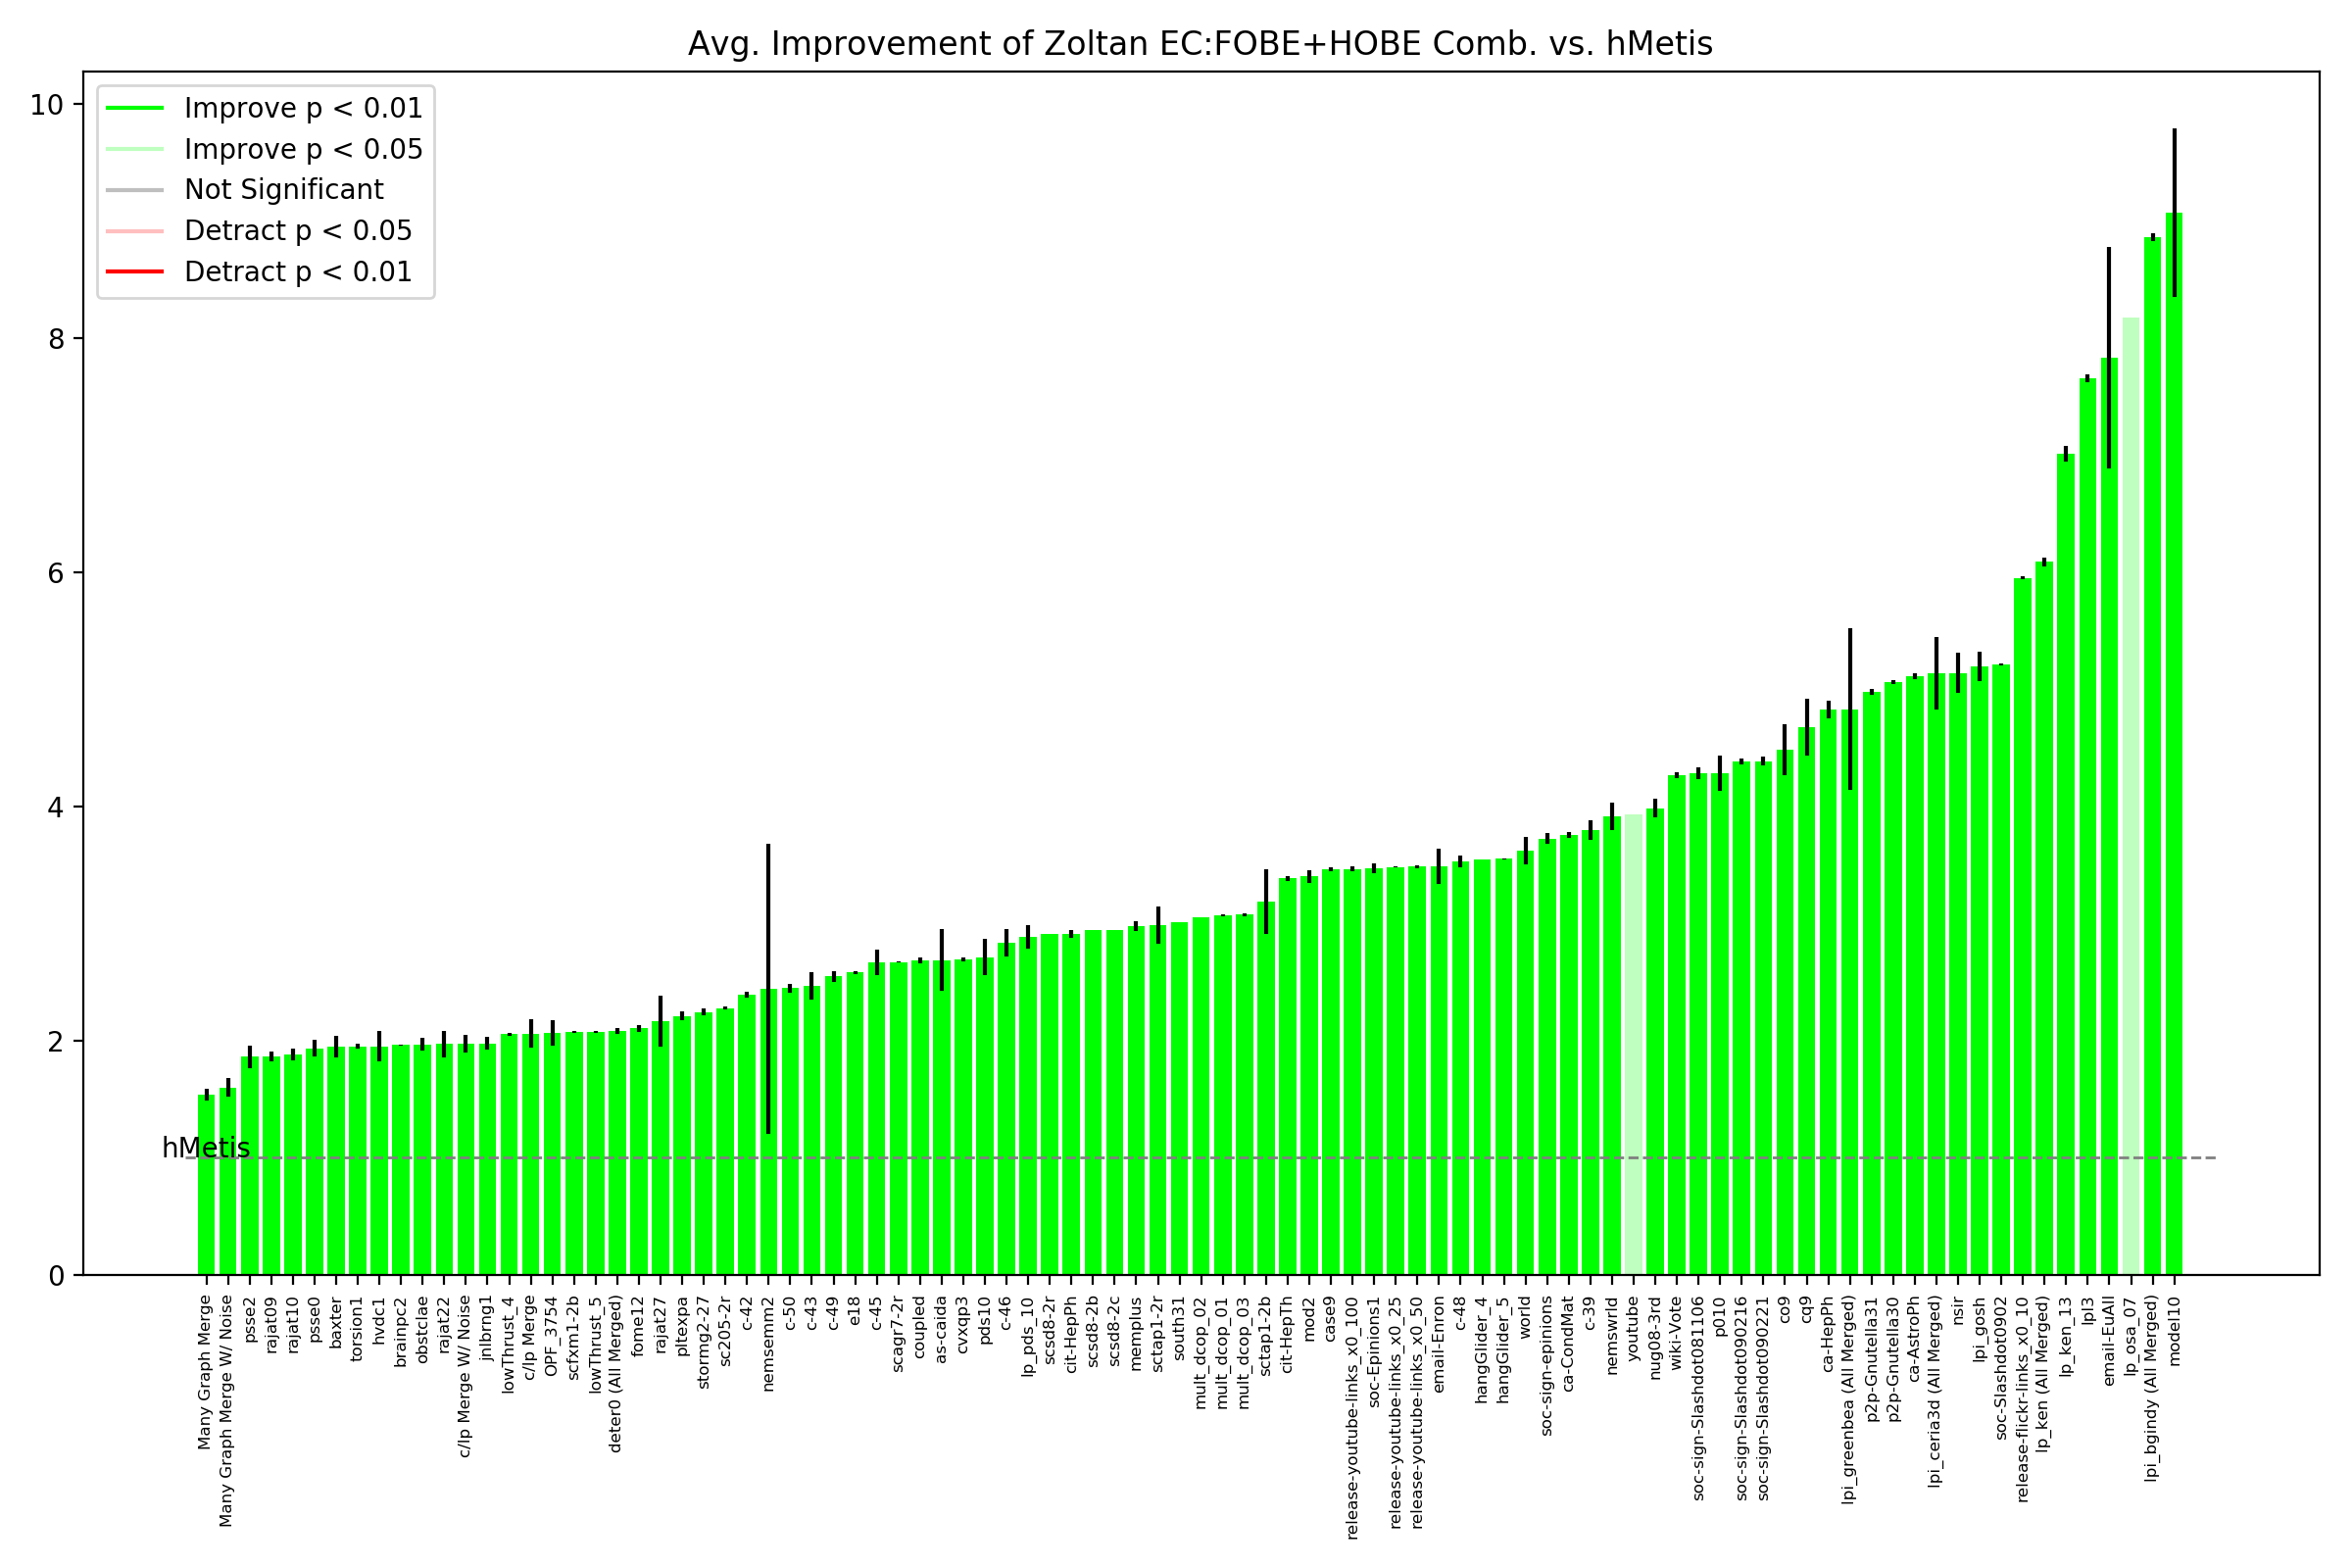 Avg. Improvement of Zoltan EC:FOBE+HOBE Comb. vs. hMetis
10
8
6
4
2
0
Improve p < 0.01
Improve p < 0.05
Not Significant
Detract p < 0.05
Detract p < 0.01
hMetis
Many Graph Merge
Many Graph Merge W/ Noise
psse2
rajat09
rajat10
psse0
baxter
torsion1
hvdc1
brainpc2
obstclae
rajat22
c/lp Merge W/ Noise
jnlbrng1
lowThrust_4
c/lp Merge
OPF_3754
scfxm1-2b
lowThrust_5
deter0 (All Merged)
fome12
rajat27
pltexpa
stormg2-27
sc205-2r
c-42
nemsemm2
c-50
c-43
c-49
e18
c-45
scagr7-2r
coupled
as-caida
cvxqp3
pds10
c-46
lp_pds_10
scsd8-2r
cit-HepPh
scsd8-2b
scsd8-2c
memplus
sctap1-2r
south31
mult_dcop_02
mult_dcop_01
mult_dcop_03
sctap1-2b
cit-HepTh
mod2
case9
release-youtube-links_x0_100
soc-Epinions1
release-youtube-links_x0_25
release-youtube-links_x0_50
email-Enron
c-48
hangGlider_4
hangGlider_5
world
soc-sign-epinions
ca-CondMat
c-39
nemswrld
youtube
nug08-3rd
wiki-Vote
soc-sign-Slashdot081106
p010
soc-sign-Slashdot090216
soc-sign-Slashdot090221
co9
cq9
ca-HepPh
lpi_greenbea (All Merged)
p2p-Gnutella31
p2p-Gnutella30
ca-AstroPh
lpi_ceria3d (All Merged)
nsir
lpi_gosh
soc-Slashdot0902
release-flickr-links_x0_10
lp_ken (All Merged)
lp_ken_13
lpl3
email-EuAll
lp_osa_07
lpi_bgindy (All Merged)
model10